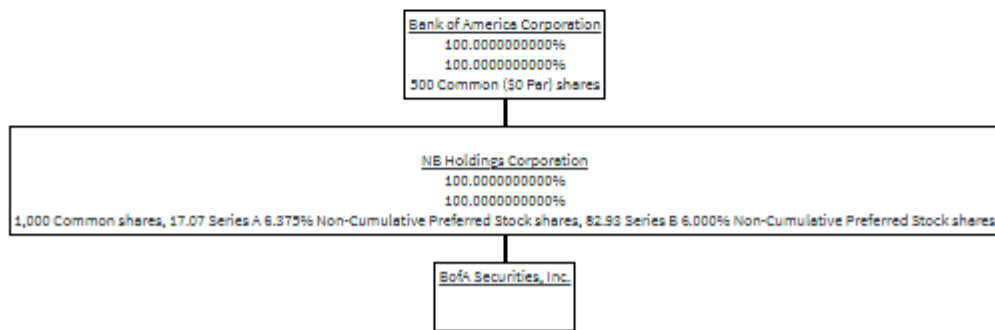 Bank of America Corporation
100.0000000000%
100.0000000000%
500 Common ($0 Par) shares
NB Holdings Corporation
100.0000000000%
100.0000000000%
1,000 Common shares, 17.07 Series A 6.375% Non-Cumulative Preferred Stock shares, 82.93 Series B 6.000% Non-Cumulative Preferred Stock shares
BofA Securities, Inc.